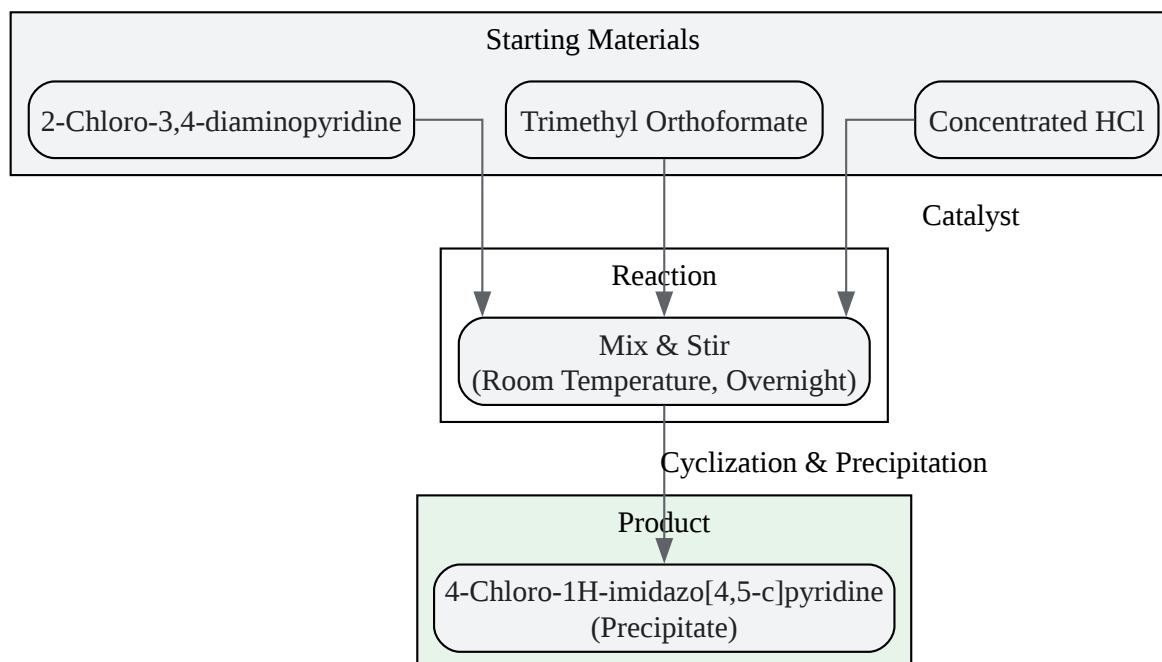 Starting Materials
2-Chloro-3,4-diaminopyridine
Trimethyl Orthoformate
Concentrated HCl
Catalyst
Reaction
Mix & Stir
(Room Temperature, Overnight)
Cyclization & Precipitation
Product
4-Chloro-1H-imidazo[4,5-c]pyridine
(Precipitate)